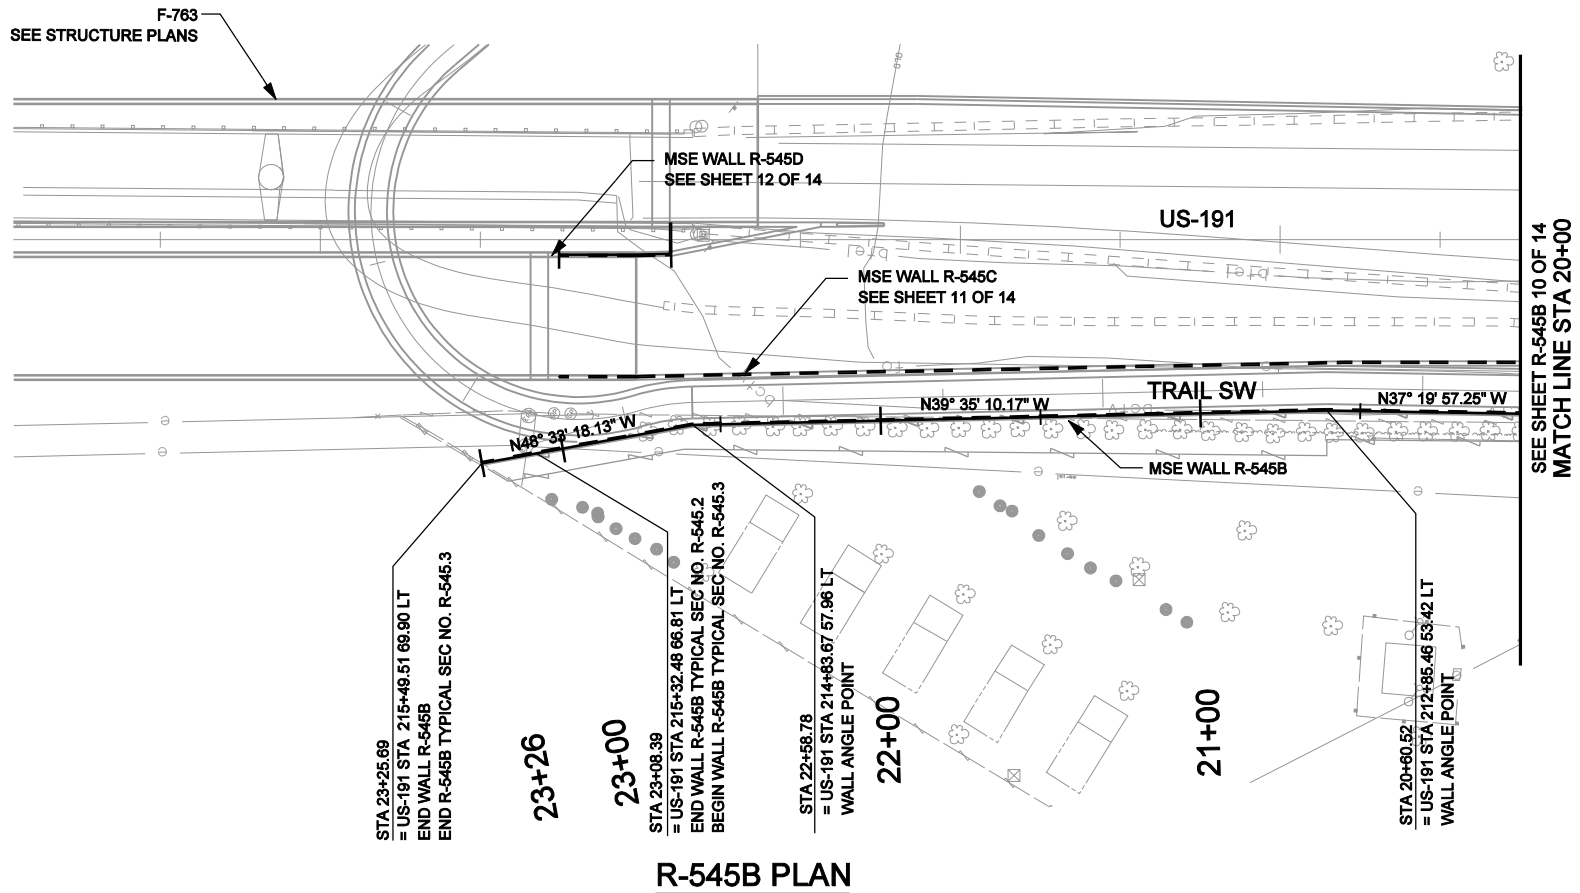 F-763
SEE STRUCTURE PLANS
MSE WALL R-545D
SEE SHEET 12 OF 14
US-191
MSE WALL R-545C
SEE SHEET 11 OF 14
SEE SHEET R-545B 10 OF 14
MATCH LINE STA 20+00
TRAIL SW
N37° 19' 57.25" W
N39° 35' 10.17" W
N48° 33' 18.13" W
MSE WALL R-545B
STA 23+25.69
= US-191 STA 215+49.51 69.90 LT
END WALL R-545B
END R-545B TYPICAL SEC NO. R-545.3
23+26
23+00
STA 23+08.39
= US-191 STA 215+32.48 66.81 LT
END WALL R-545B TYPICAL SEC NO. R-545.2
BEGIN WALL R-545B TYPICAL SEC NO. R-545.3
STA 22+58.78
= US-191 STA 214+83.67 57.96 LT
WALL ANGLE POINT
22+00
21+00
STA 20+60.52
= US-191 STA 212+85.46 53.42 LT
WALL ANGLE POINT
R-545B PLAN